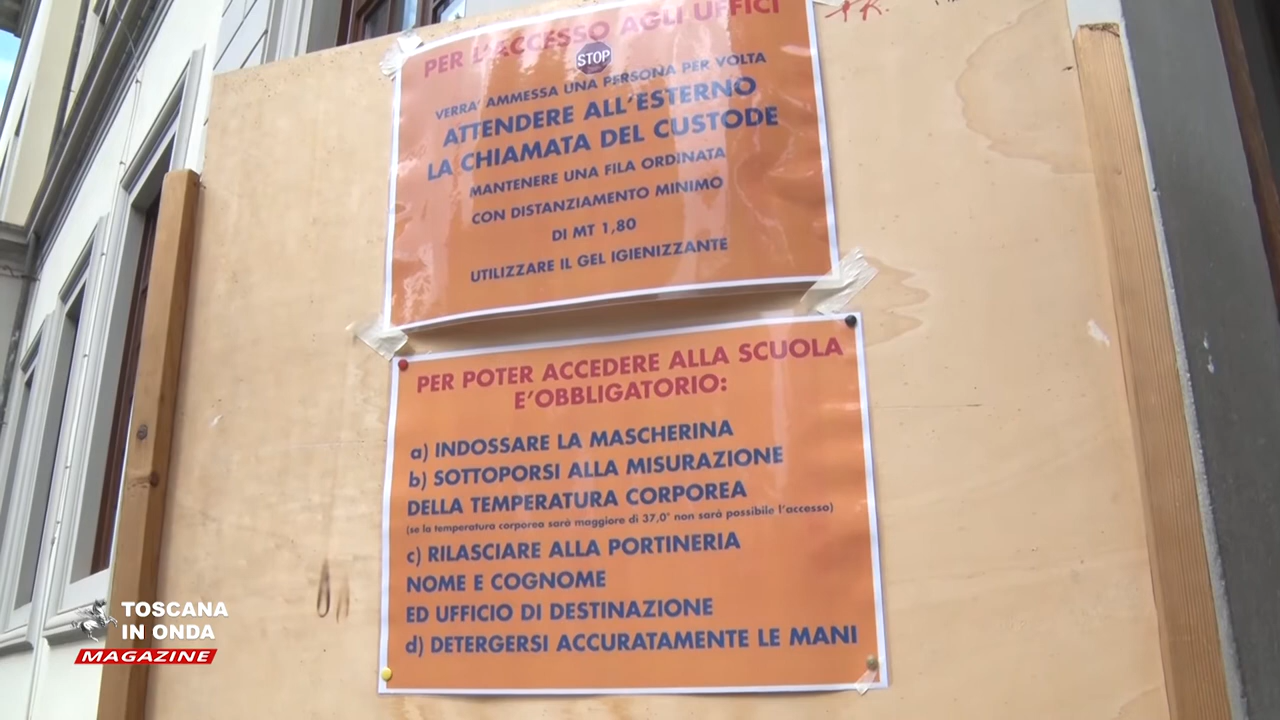 PER L'ACCESSO AGLI UFFICI
STOP
VERRA' AMMESSA UNA PERSONA PER VOLTA
ATTENDERE ALL'ESTERNO
LA CHIAMATA DEL CUSTODE
MANTENERE UNA FILA ORDINATA
CON DISTANZIAMENTO MINIMO
DI MT 1,80
UTILIZZARE IL GEL IGIENIZZANTE
PER POTER ACCEDERE ALLA SCUOLA
E'OBBLIGATORIO:
a) INDOSSARE LA MASCHERINA
b) SOTTOPORSI ALLA MISURAZIONE
DELLA TEMPERATURA CORPOREA
(se la temperatura corporea sarà maggiore di 37,0° non sarà possibile l'accesso)
c) RILASCIARE ALLA PORTINERIA
NOME E COGNOME
ED UFFICIO DI DESTINAZIONE
d) DETERGERSI ACCURATAMENTE LE MANI
TOSCANA
IN ONDA
MAGAZINE